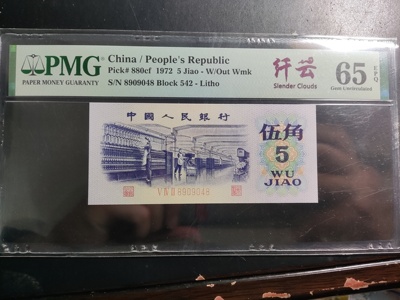 PMG
PAPER MONEY GUARANTY
China / People's Republic
Pick# 880cf 1972 5 Jiao - W/Out Wmk
S/N 8909048 Block 542 - Litho
纤云
Slender Clouds
65 EPQ
Gem Uncirculated
中國人民銀行
伍角
5
WU
JIAO
V IV II 8909048